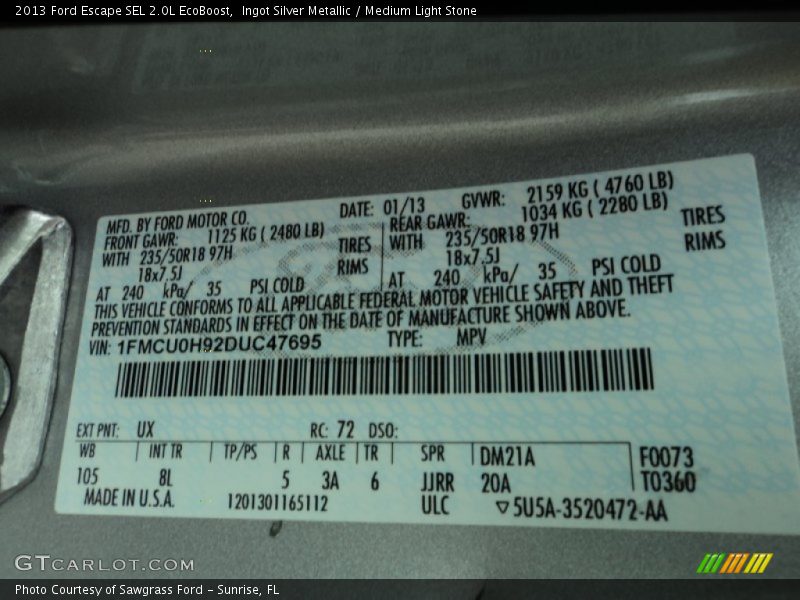 2013 Ford Escape SEL 2.0L EcoBoost,  Ingot Silver Metallic / Medium Light Stone
MFD. BY FORD MOTOR CO. DATE: 01/13 GVWR: 2159 KG ( 4760 LB)
FRONT GAWR: 1125 KG ( 2480 LB) REAR GAWR: 1034 KG ( 2280 LB)
WITH 235/50R18 97H TIRES WITH 235/50R18 97H TIRES
18x7.5J RIMS 18x7.5J RIMS
AT 240 kPa/ 35 PSI COLD AT 240 kPa/ 35 PSI COLD
THIS VEHICLE CONFORMS TO ALL APPLICABLE FEDERAL MOTOR VEHICLE SAFETY AND THEFT
PREVENTION STANDARDS IN EFFECT ON THE DATE OF MANUFACTURE SHOWN ABOVE.
VIN: 1FMCU0H92DUC47695 TYPE: MPV
EXT PNT: UX RC: 72 DSO:
WB INT TR TP/PS R AXLE TR SPR DM21A F0073
105 8L 5 3A 6 JJRR 20A T0360
MADE IN U.S.A. 1201301165112 ULC ▽5U5A-3520472-AA
GTCARLOT.COM
Photo Courtesy of Sawgrass Ford - Sunrise, FL